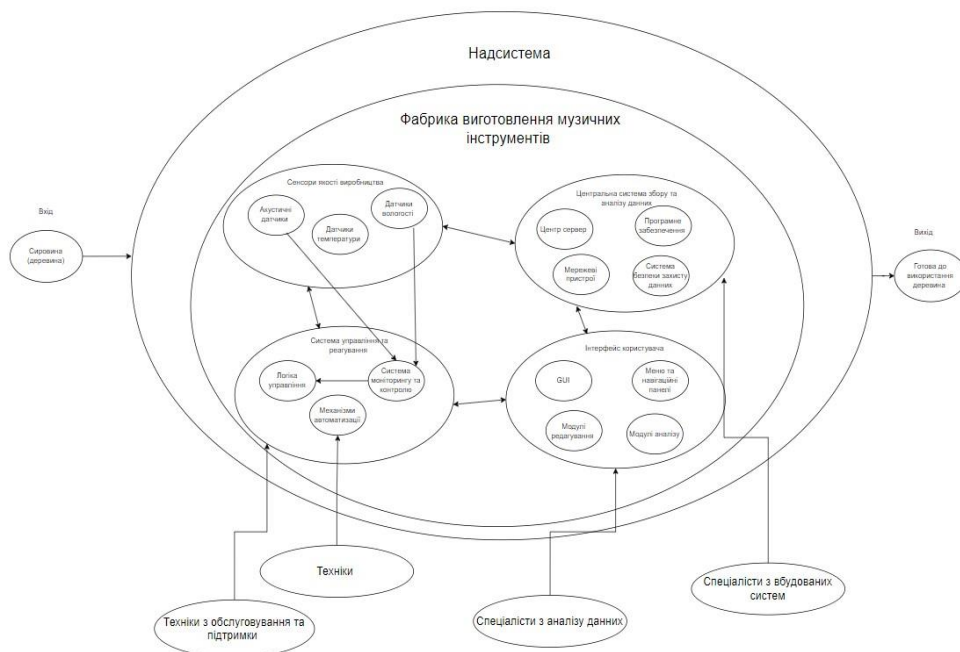 Надсистема
Фабрика виготовлення музичних
інструментів
Сенсори якості виробництва
Акустичні
датчики
Датчики
температури
Датчики
вологості
Центральна система збору та
аналізу данних
Центр сервер
Програмне
забезпечення
Мережеві
пристрої
Система
безпеки захисту
данних
Вхід
Сировина
(деревина)
Вихід
Готова до
використання
деревина
Система управління та
реагування
Логіка
управління
Система
моніторингу та
контролю
Механізми
автоматизації
Інтерфейс користувача
GUI
Меню та
навігаційні
панелі
Модулі
редагування
Модулі аналізу
Техніки
Техніки з обслуговування та
підтримки
Спеціалісти з аналізу данних
Спеціалісти з вбудованих
систем